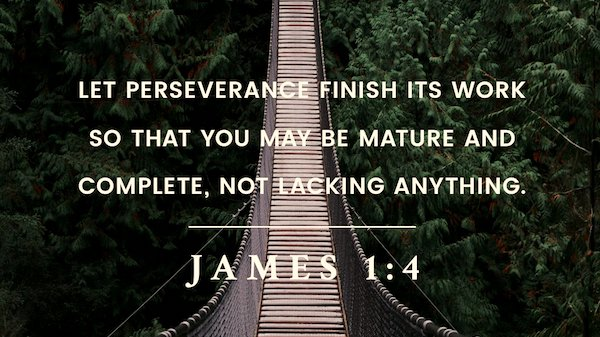 LET PERSEVERANCE FINISH ITS WORK
SO THAT YOU MAY BE MATURE AND
COMPLETE, NOT LACKING ANYTHING.
JAMES 1:4